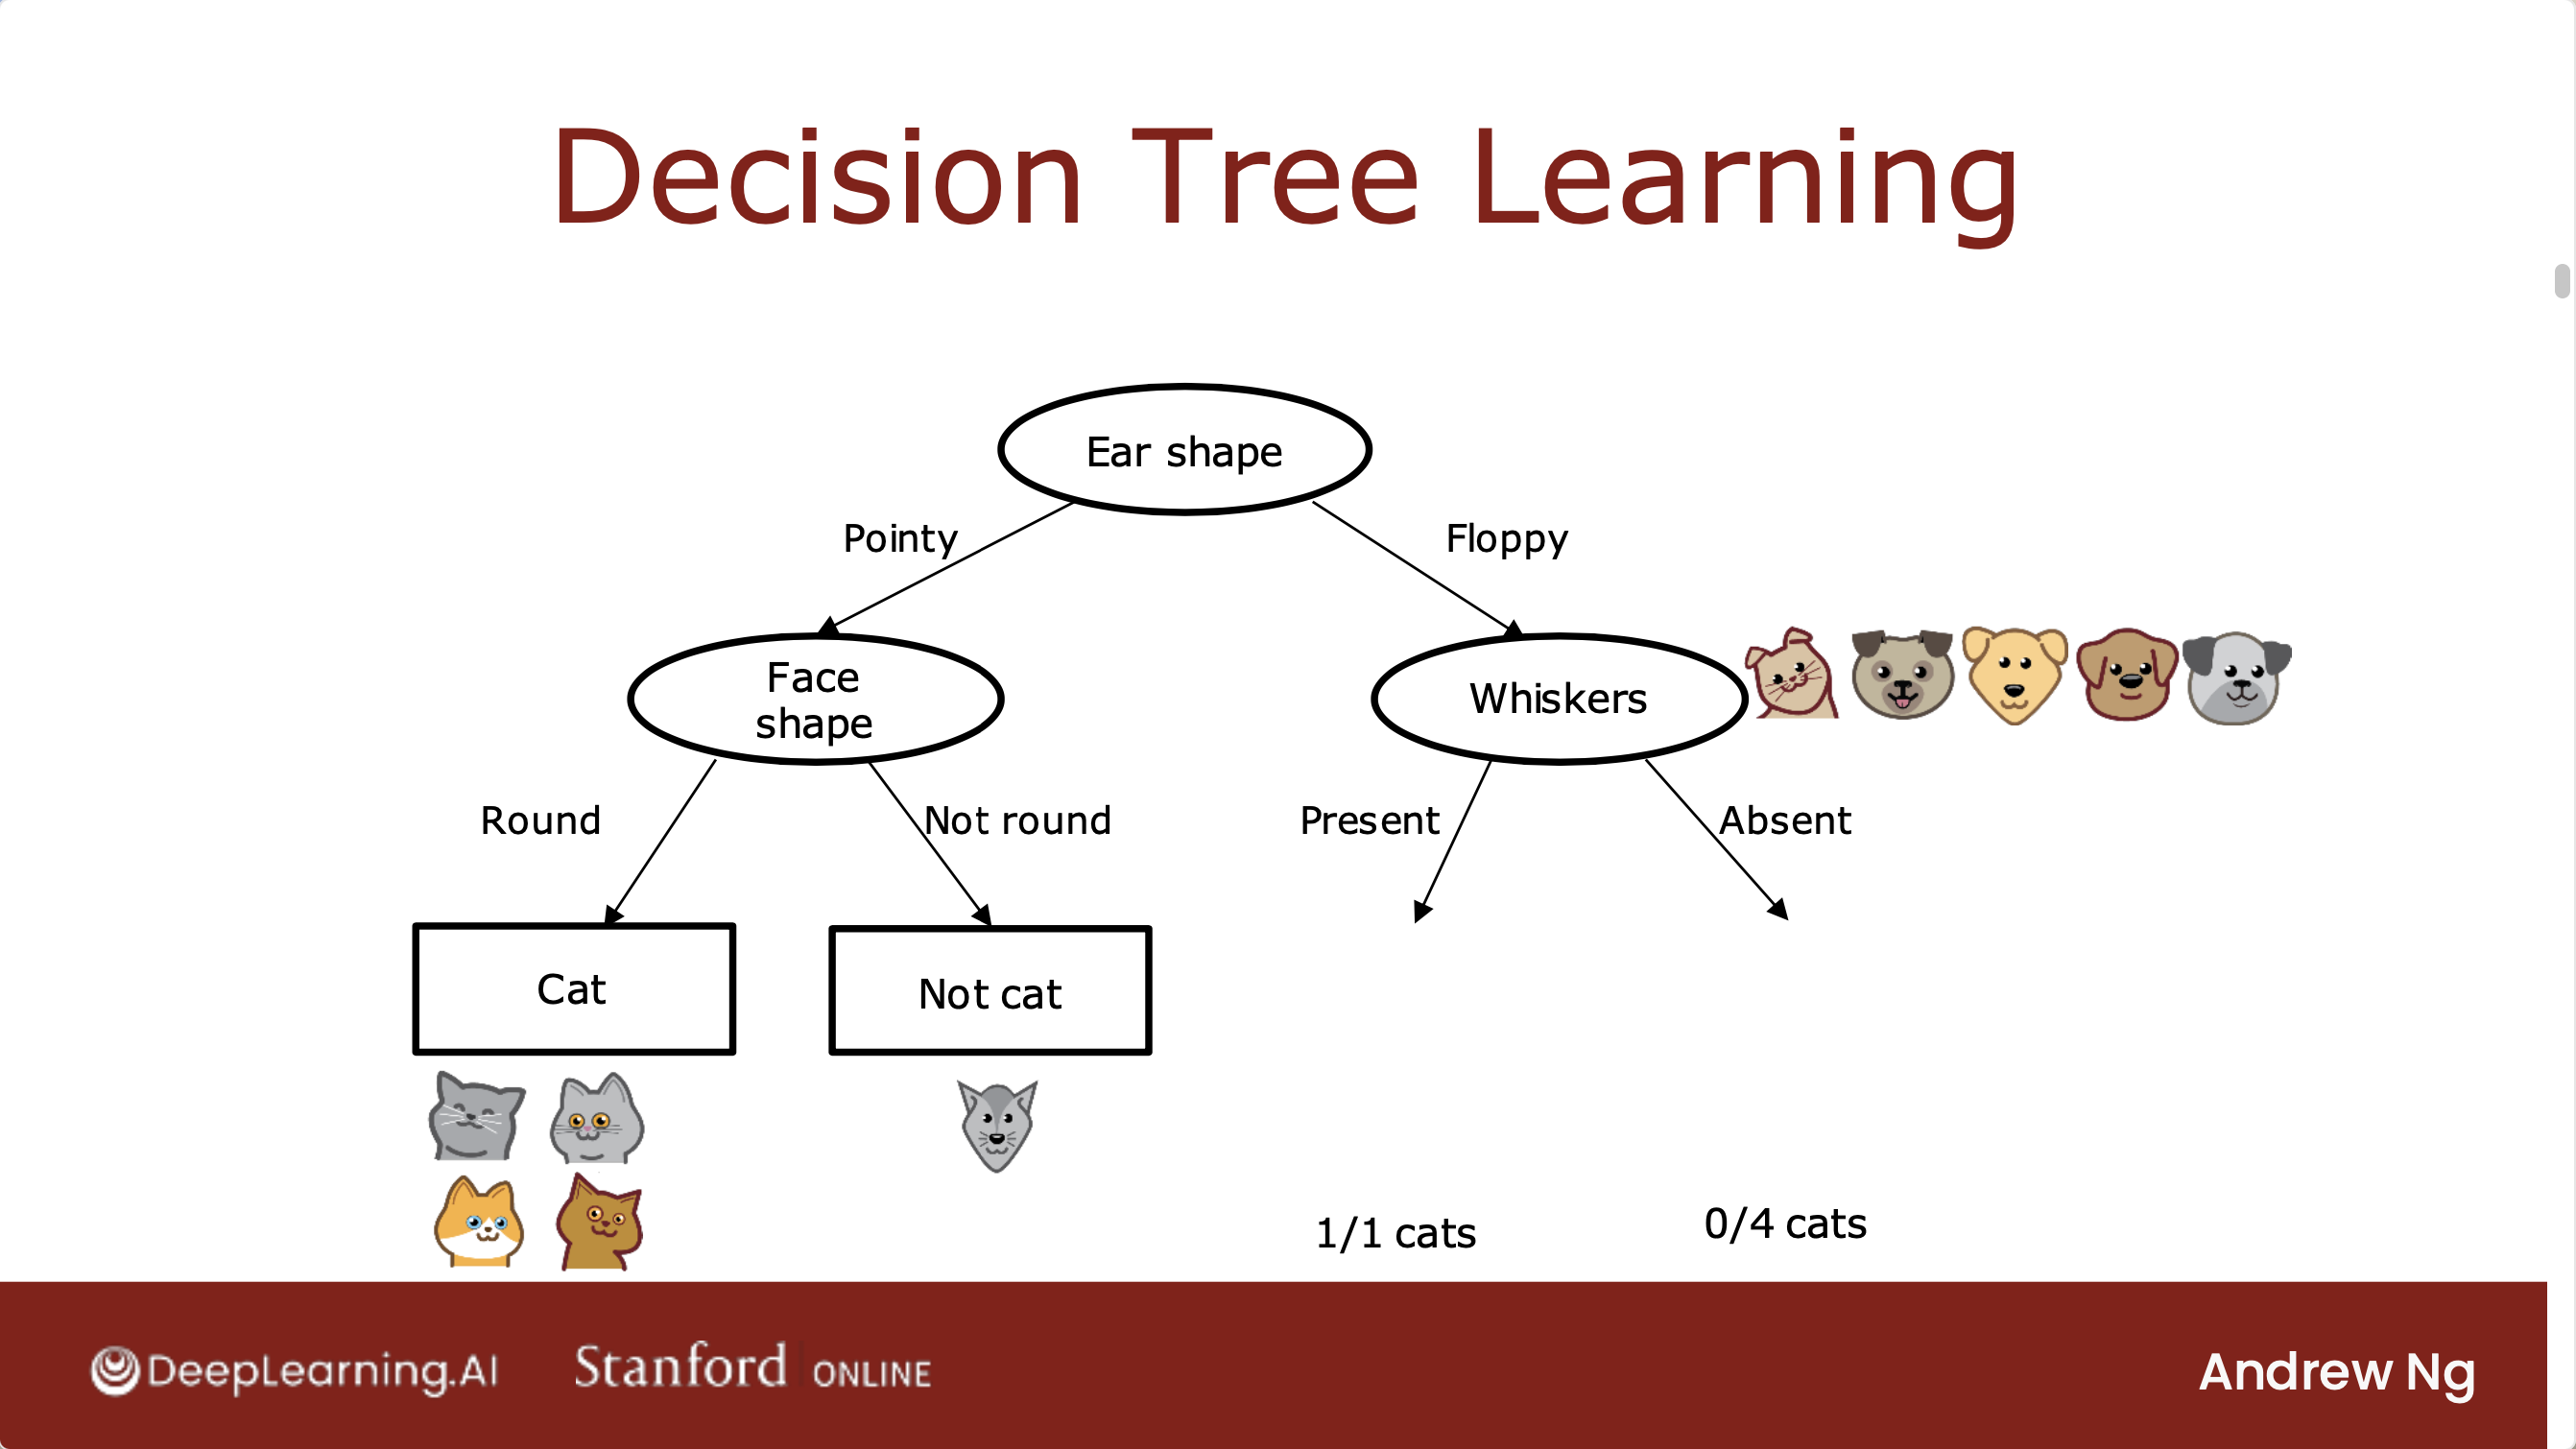 Decision Tree Learning
Ear shape
Pointy
Floppy
Face
shape
Whiskers
Round
Not round
Present
Absent
Cat
Not cat
1/1 cats
0/4 cats
DeepLearning.AI
Stanford ONLINE
Andrew Ng